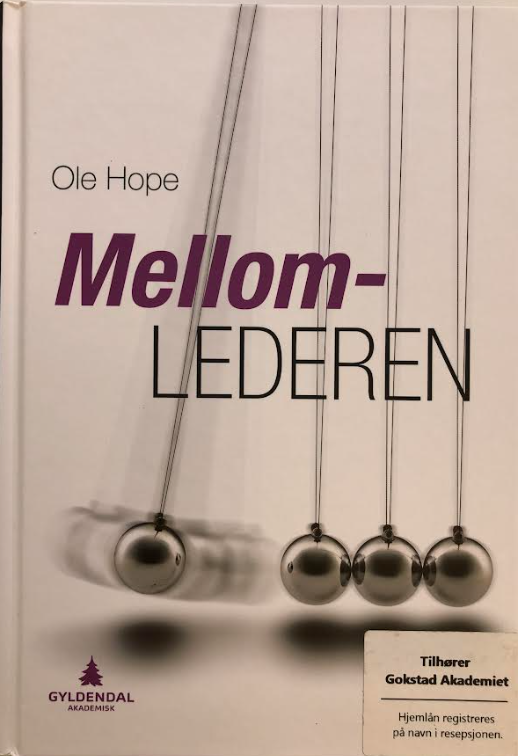 Ole Hope
Mellom-
LEDEREN
GYLDENDAL
AKADEMISK
Tilhører
Gokstad Akademiet
Hjemlån registreres
på navn i resepsjonen.